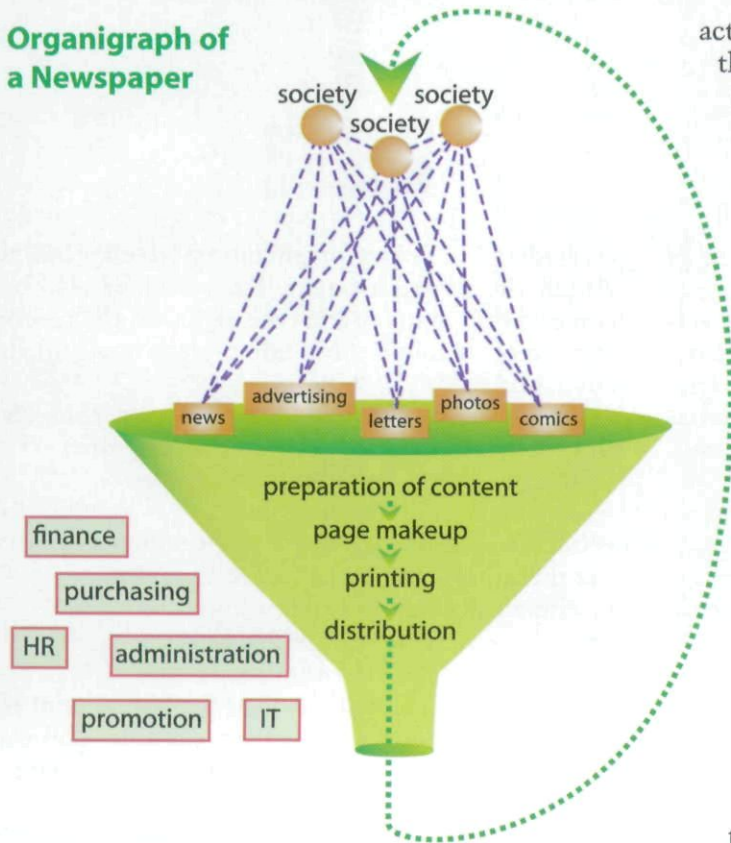 Organigraph of
a Newspaper
act
th
society society
society
news
advertising
letters
photos
comics
preparation of content
page makeup
printing
distribution
finance
purchasing
HR
administration
promotion
IT
t